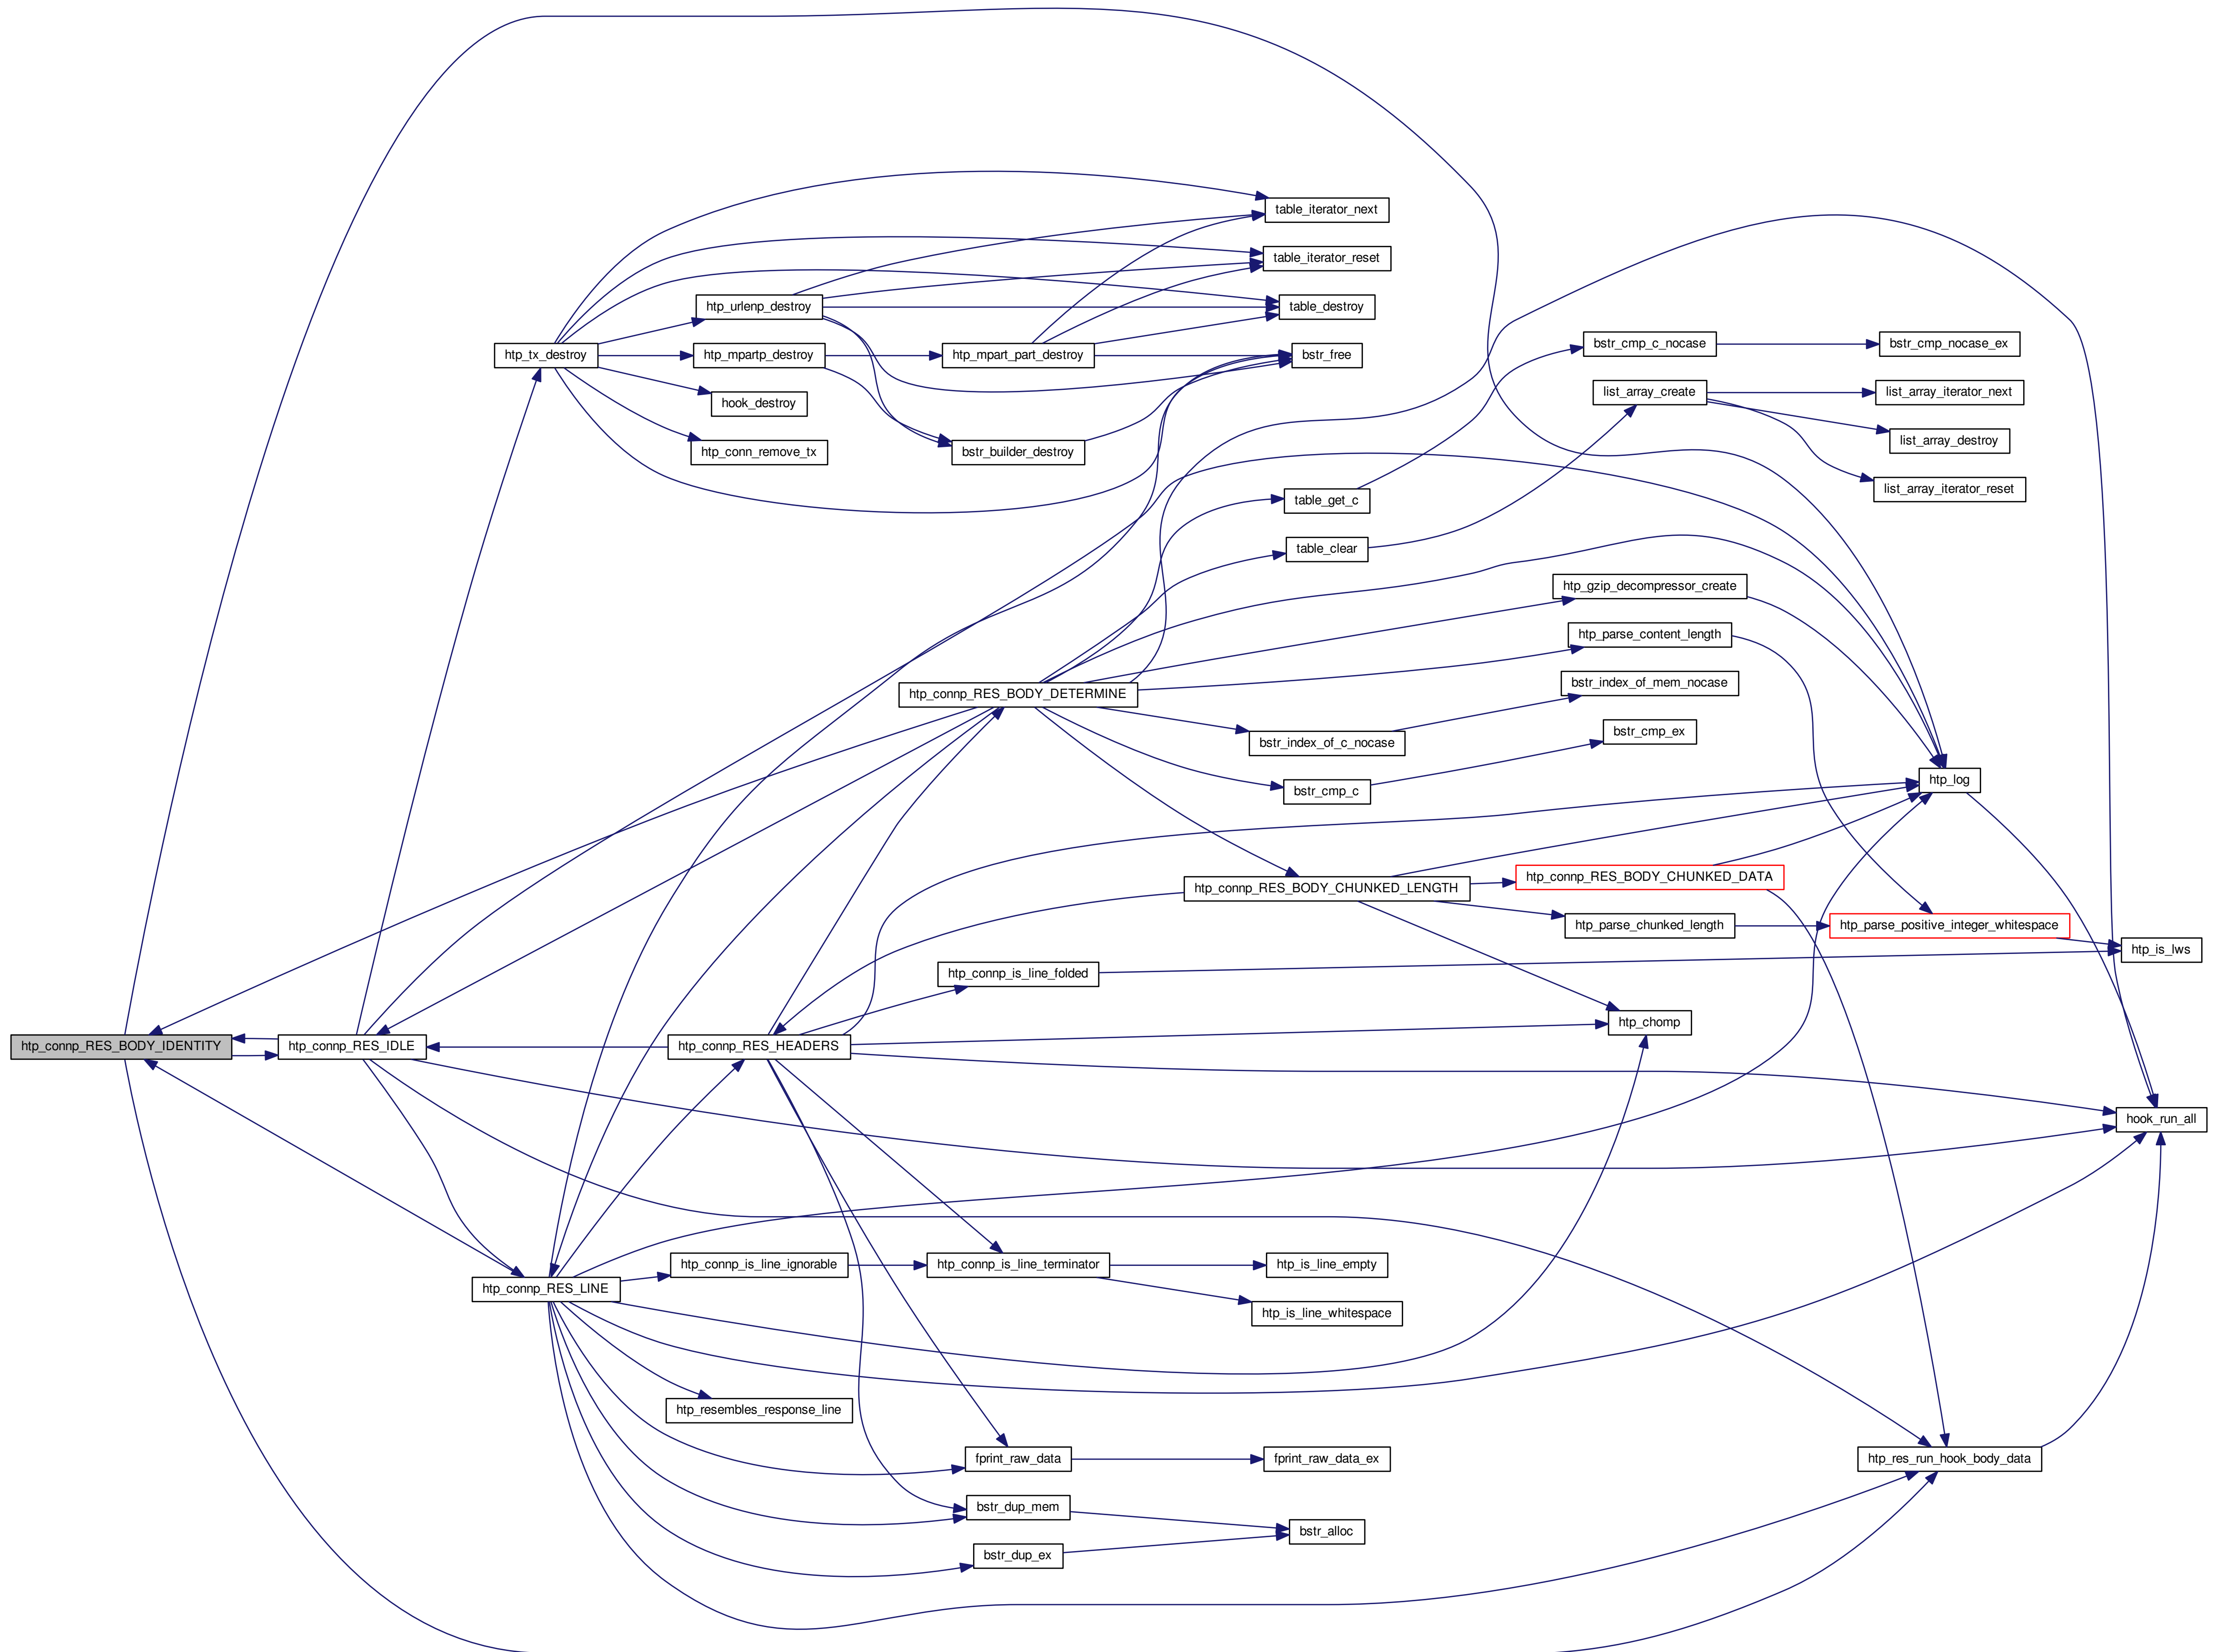 table_iterator_next
table_iterator_reset
htp_urlenp_destroy
table_destroy
htp_tx_destroy
htp_mpartp_destroy
htp_mpart_part_destroy
bstr_free
bstr_cmp_c_nocase
bstr_cmp_nocase_ex
hook_destroy
list_array_create
list_array_iterator_next
htp_conn_remove_tx
bstr_builder_destroy
list_array_destroy
table_get_c
list_array_iterator_reset
table_clear
htp_gzip_decompressor_create
htp_parse_content_length
htp_connp_RES_BODY_DETERMINE
bstr_index_of_mem_nocase
bstr_index_of_c_nocase
bstr_cmp_ex
bstr_cmp_c
htp_log
htp_connp_RES_BODY_CHUNKED_LENGTH
htp_connp_RES_BODY_CHUNKED_DATA
htp_parse_chunked_length
htp_parse_positive_integer_whitespace
htp_is_lws
htp_connp_is_line_folded
htp_chomp
htp_connp_RES_BODY_IDENTITY
htp_connp_RES_IDLE
htp_connp_RES_HEADERS
hook_run_all
htp_connp_RES_LINE
htp_connp_is_line_ignorable
htp_connp_is_line_terminator
htp_is_line_empty
htp_is_line_whitespace
htp_resembles_response_line
fprint_raw_data
fprint_raw_data_ex
htp_res_run_hook_body_data
bstr_dup_mem
bstr_alloc
bstr_dup_ex